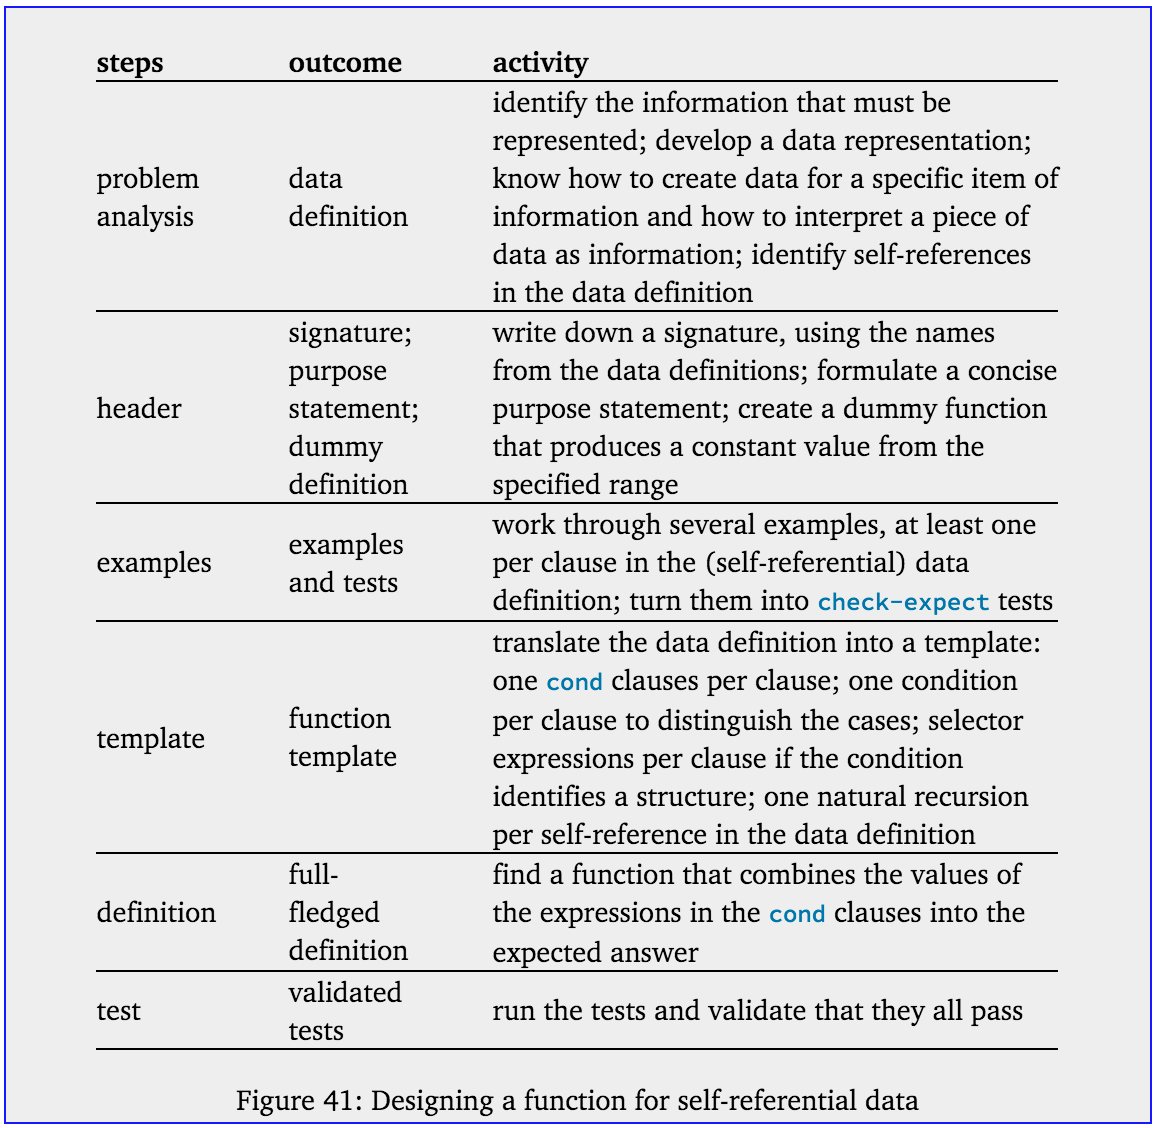 steps outcome activity
identify the information that must be
represented; develop a data representation;
problem data know how to create data for a specific item of
analysis definition information and how to interpret a piece of
data as information; identify self-references
in the data definition
signature; write down a signature, using the names
purpose from the data definitions; formulate a concise
header statement; purpose statement; create a dummy function
dummy that produces a constant value from the
definition specified range
work through several examples, at least one
examples examples and tests per clause in the (self-referential) data
definition; turn them into check-expect tests
translate the data definition into a template:
one cond clauses per clause; one condition
template function template per clause to distinguish the cases; selector
expressions per clause if the condition
identifies a structure; one natural recursion
per self-reference in the data definition
full- find a function that combines the values of
definition fledged the expressions in the cond clauses into the
definition expected answer
test validated tests run the tests and validate that they all pass
Figure 41: Designing a function for self-referential data